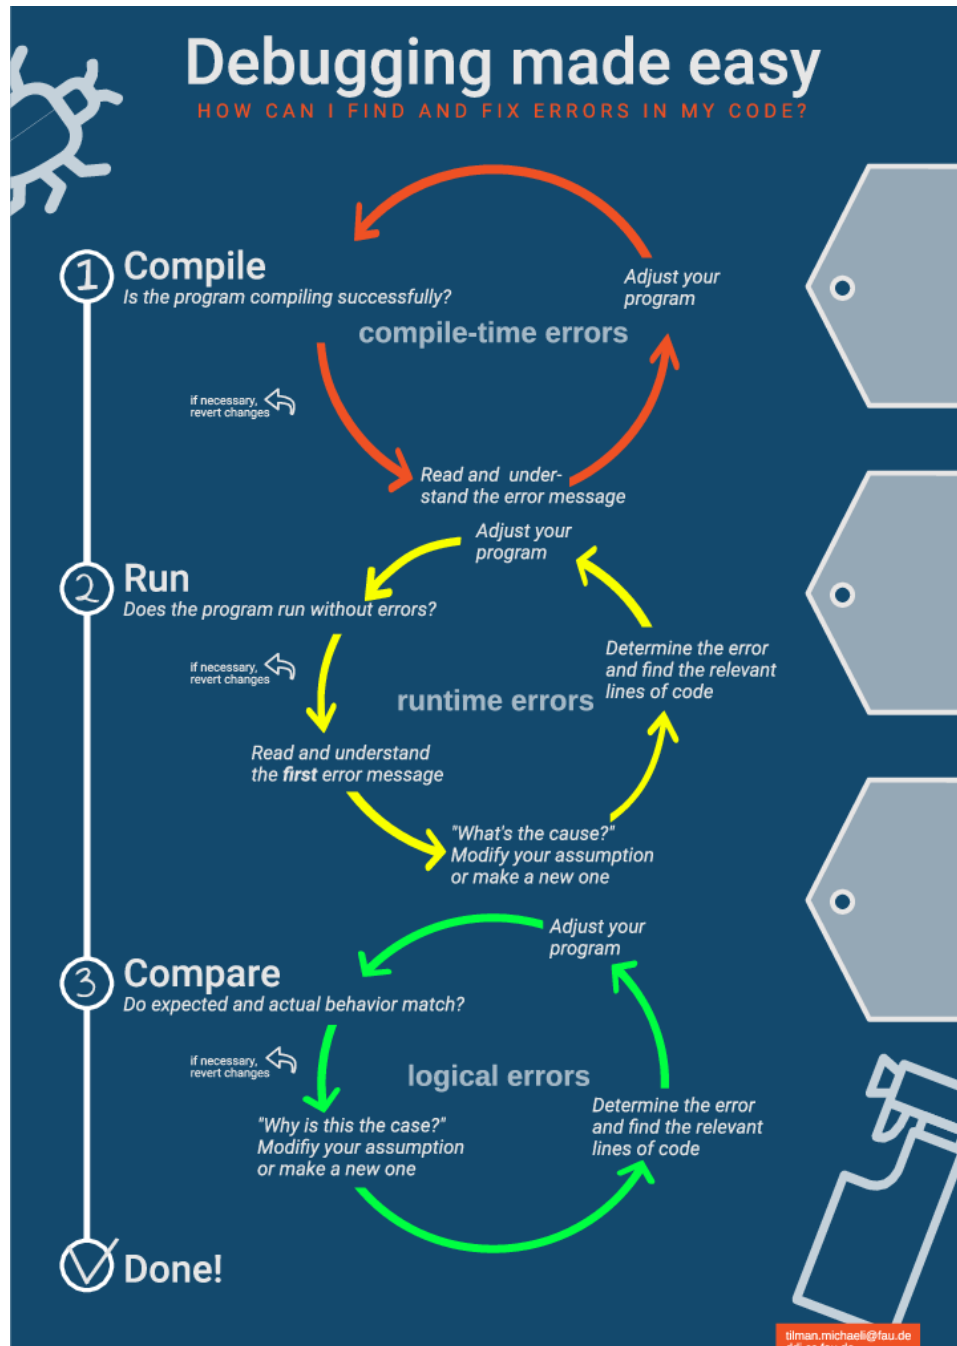 Debugging made easy
HOW CAN I FIND AND FIX ERRORS IN MY CODE?
1 Compile
Is the program compiling successfully?
Adjust your
program
compile-time errors
if necessary,
revert changes
Read and under-
stand the error message
Adjust your
program
2 Run
Does the program run without errors?
if necessary,
revert changes
Determine the error
and find the relevant
lines of code
runtime errors
Read and understand
the first error message
"What's the cause?"
Modify your assumption
or make a new one
Adjust your
program
3 Compare
Do expected and actual behavior match?
if necessary,
revert changes
logical errors
"Why is this the case?"
Modifiy your assumption
or make a new one
Determine the error
and find the relevant
lines of code
Done!
tilman.michaeli@fau.de